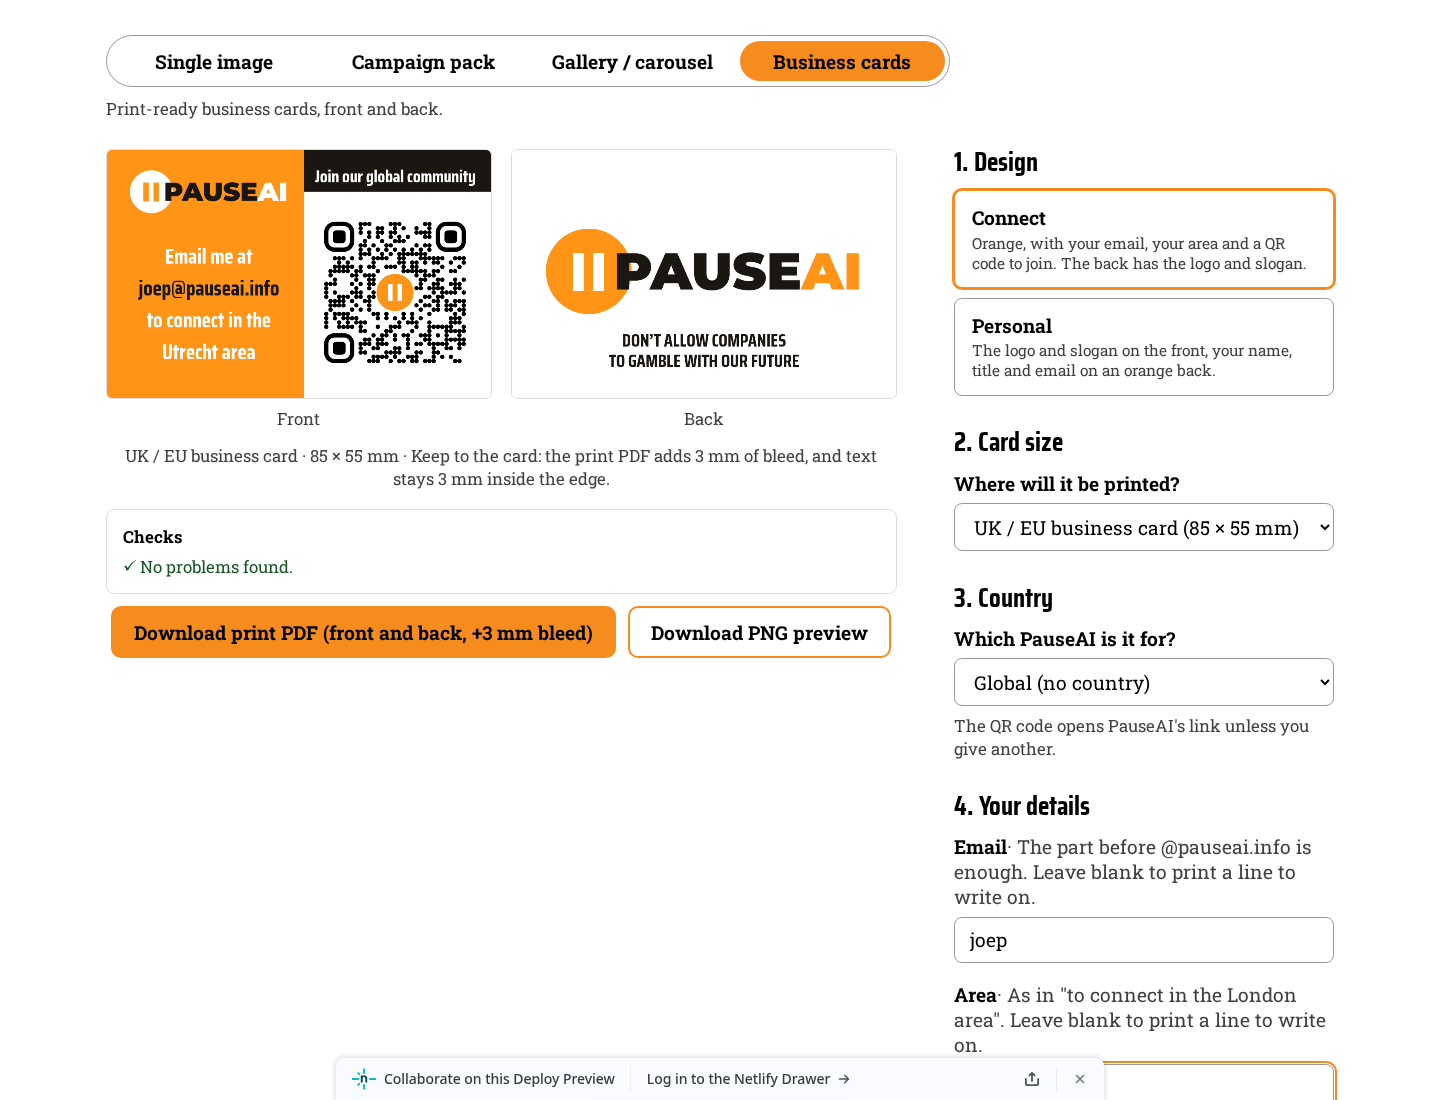 Single image
Campaign pack
Gallery / carousel
Business cards
Print-ready business cards, front and back.
PAUSEAI
Email me at
joep@pauseai.info
to connect in the
Utrecht area
Join our global community
Front
PAUSEAI
DON'T ALLOW COMPANIES
TO GAMBLE WITH OUR FUTURE
Back
UK / EU business card · 85 × 55 mm · Keep to the card: the print PDF adds 3 mm of bleed, and text
stays 3 mm inside the edge.
Checks
✓ No problems found.
Download print PDF (front and back, +3 mm bleed)
Download PNG preview
1. Design
Connect
Orange, with your email, your area and a QR
code to join. The back has the logo and slogan.
Personal
The logo and slogan on the front, your name,
title and email on an orange back.
2. Card size
Where will it be printed?
UK / EU business card (85 × 55 mm)
3. Country
Which PauseAI is it for?
Global (no country)
The QR code opens PauseAI's link unless you
give another.
4. Your details
Email· The part before @pauseai.info is
enough. Leave blank to print a line to
write on.
joep
Area· As in "to connect in the London
area". Leave blank to print a line to write
on.
Collaborate on this Deploy Preview
Log in to the Netlify Drawer →